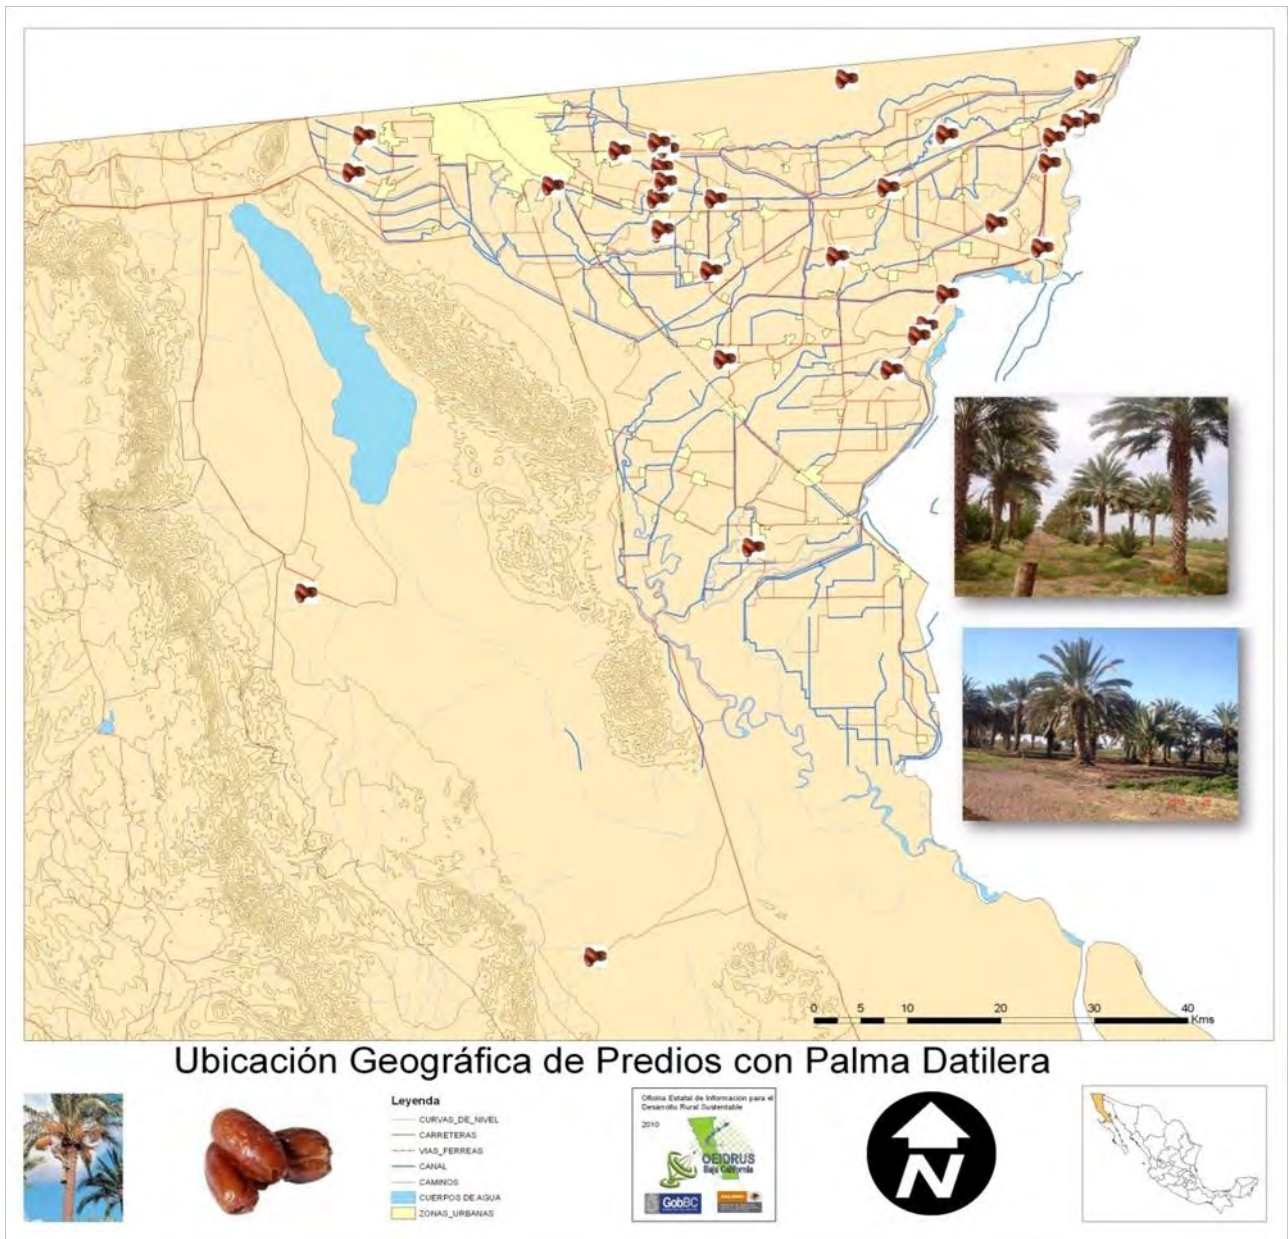 0 5 10 20 30 40
Kms
Ubicación Geográfica de Predios con Palma Datilera
Leyenda
CURVAS_DE_NIVEL
CARRETERAS
VIAS_FERREAS
CANAL
CAMINOS
CUERPOS DE AGUA
ZONAS_URBANAS
Oficina Estatal de Información para el
Desarrollo Rural Sustentable
2010
OEIDRUS
Baja California
GobBC
N